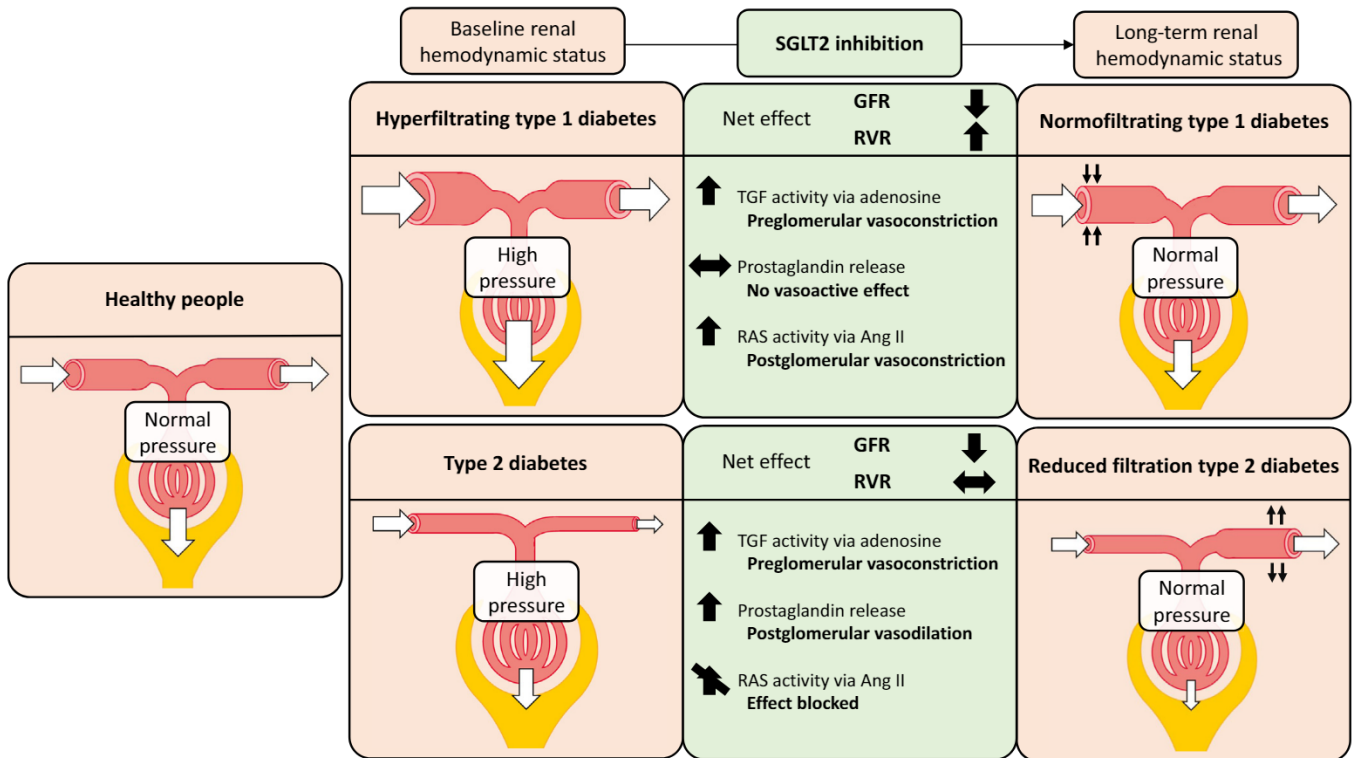 Baseline renal
hemodynamic status
SGLT2 inhibition
Long-term renal
hemodynamic status
Healthy people
Normal
pressure
Hyperfiltrating type 1 diabetes
High
pressure
Net effect
GFR
RVR
TGF activity via adenosine
Preglomerular vasoconstriction
Prostaglandin release
No vasoactive effect
RAS activity via Ang II
Postglomerular vasoconstriction
Normofiltrating type 1 diabetes
Normal
pressure
Type 2 diabetes
High
pressure
Net effect
GFR
RVR
TGF activity via adenosine
Preglomerular vasoconstriction
Prostaglandin release
Postglomerular vasodilation
RAS activity via Ang II
Effect blocked
Reduced filtration type 2 diabetes
Normal
pressure